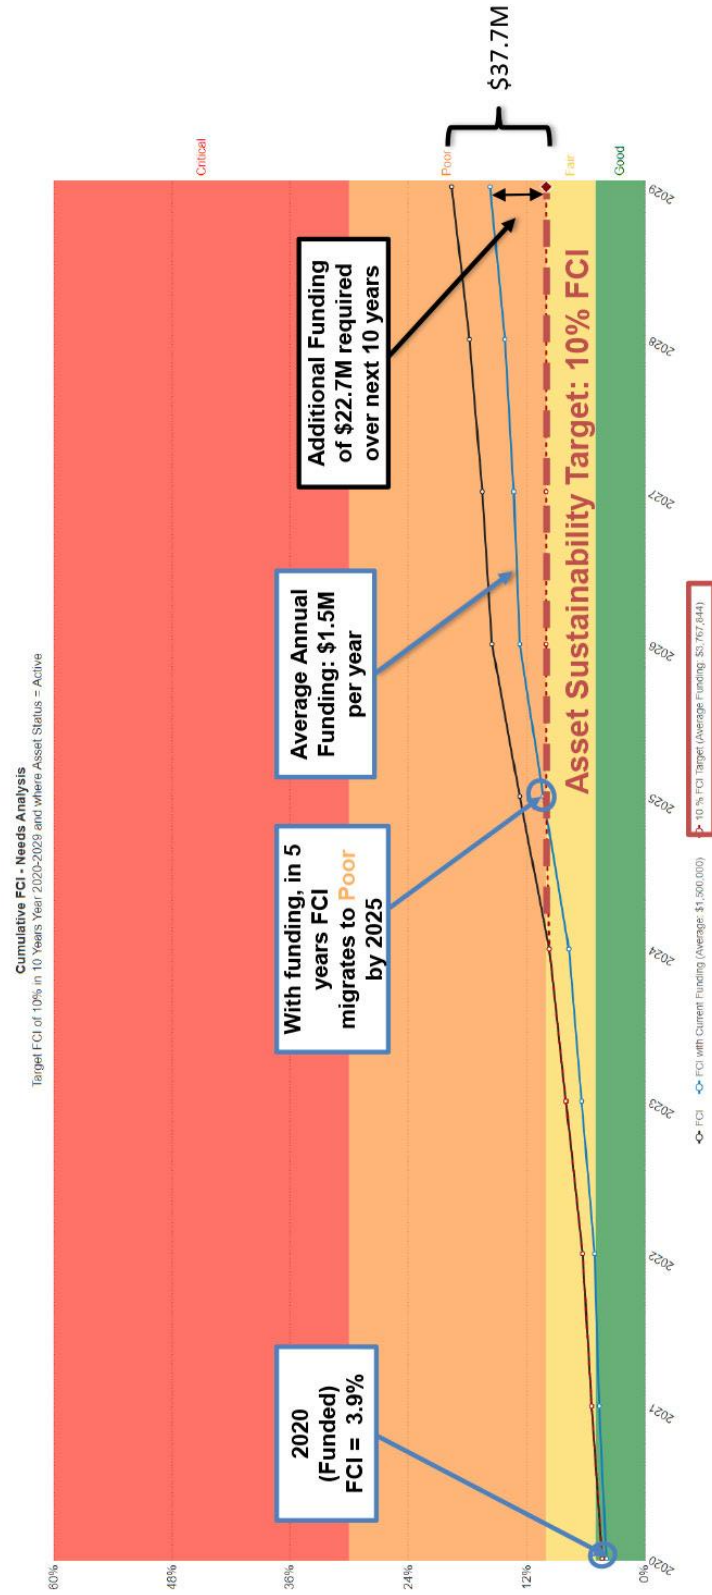 Cumulative FCI - Needs Analysis
Target FCI of 10% in 10 Years Year 2020-2029 and where Asset Status = Active
60%
48%
36%
24%
12%
0%
Critical
Poor
Fair
Good
$37.7M
2020
(Funded)
FCI = 3.9%
With funding, in 5
years FCI
migrates to Poor
by 2025
Average Annual
Funding: $1.5M
per year
Additional Funding
of $22.7M required
over next 10 years
Asset Sustainability Target: 10% FCI
2020
2021
2022
2023
2024
2025
2026
2027
2028
2029
FCI
FCI with Current Funding (Average: $1,500,000)
10 % FCI Target (Average Funding: $3,767,844)